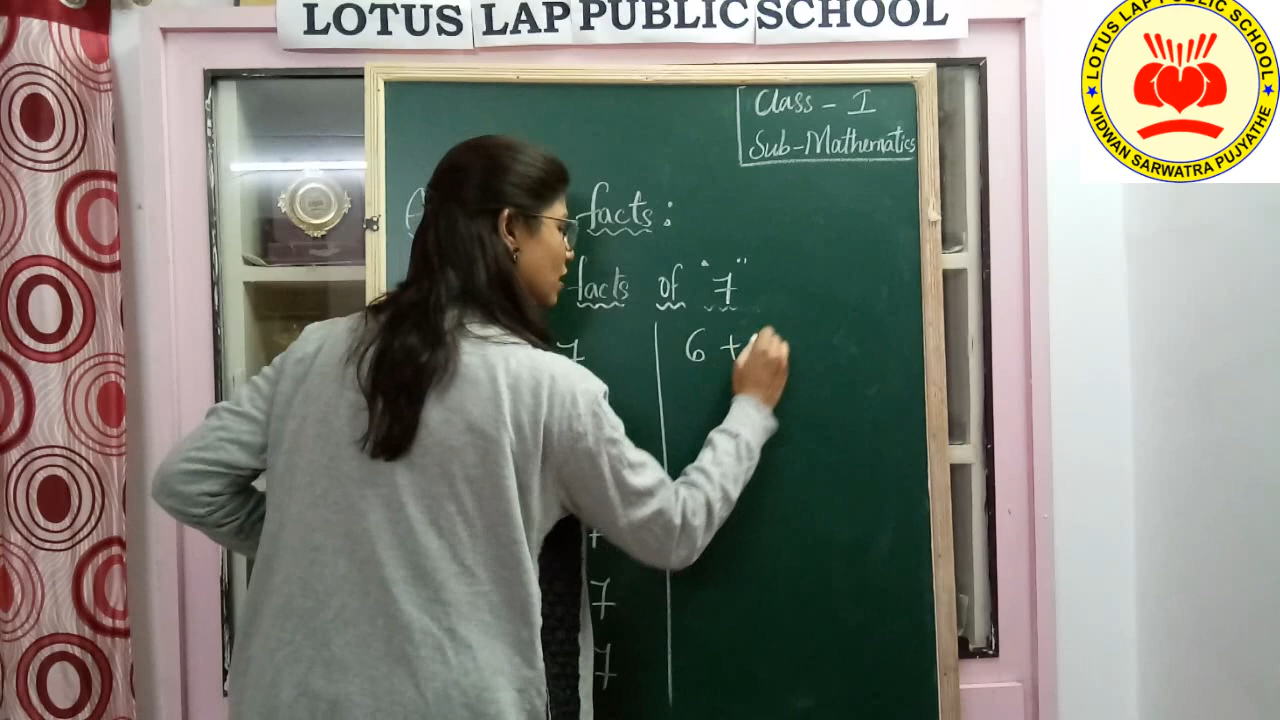 LOTUS LAP PUBLIC SCHOOL
LOTUS LAP PUBLIC SCHOOL
VIDWAN SARWATRA PUJYATHE
Class - I
Sub-Mathematics
facts:
facts of "7"
7
6 +
7
7